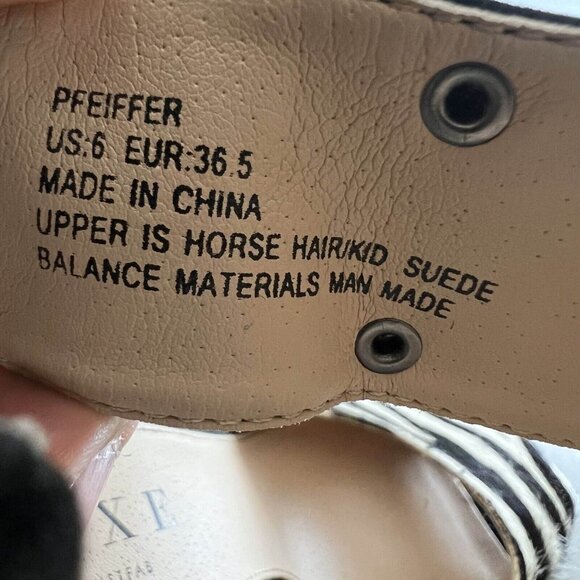 PFEIFFER
US:6 EUR:36.5
MADE IN CHINA
UPPER IS HORSE HAIR/KID SUEDE
BALANCE MATERIALS MAN MADE
XE